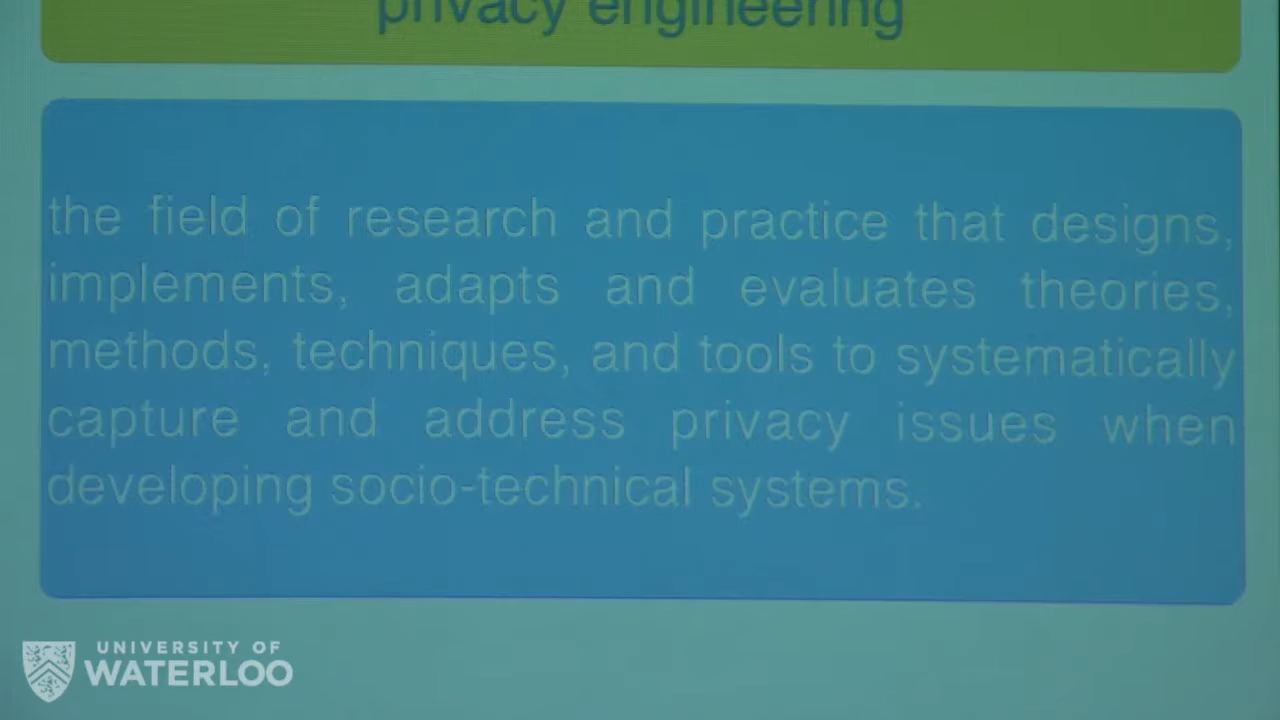 privacy engineering
the field of research and practice that designs,
implements, adapts and evaluates theories,
methods, techniques, and tools to systematically
capture and address privacy issues when
developing socio-technical systems.
UNIVERSITY OF
WATERLOO